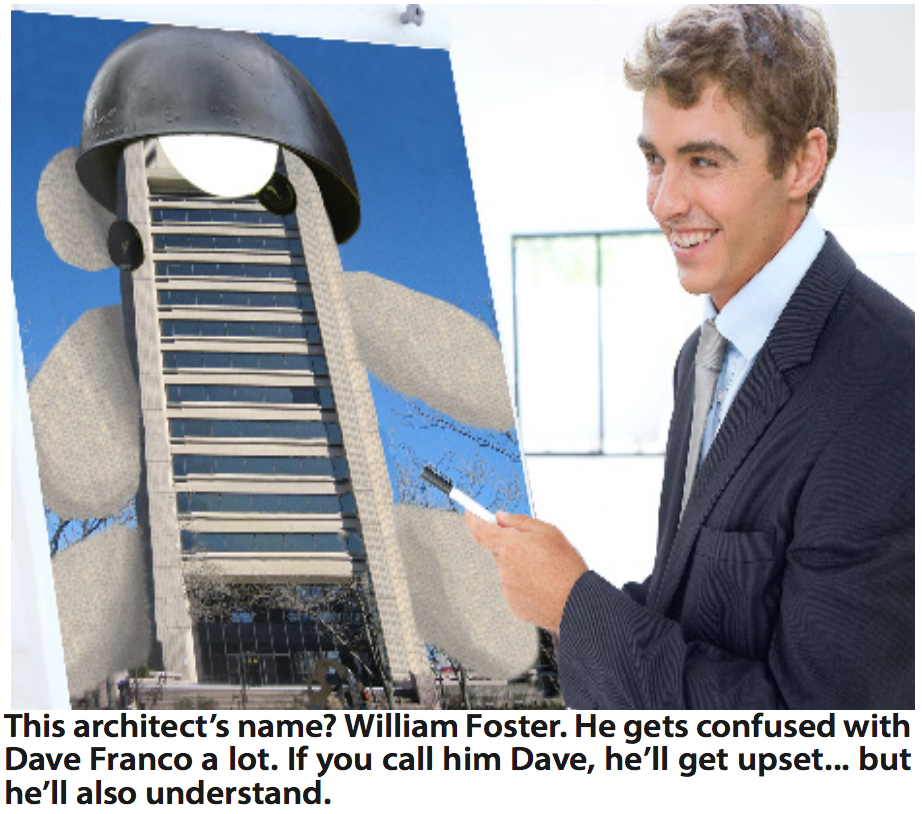 This architect’s name? William Foster. He gets confused with
Dave Franco a lot. If you call him Dave, he’ll get upset... but
he’ll also understand.